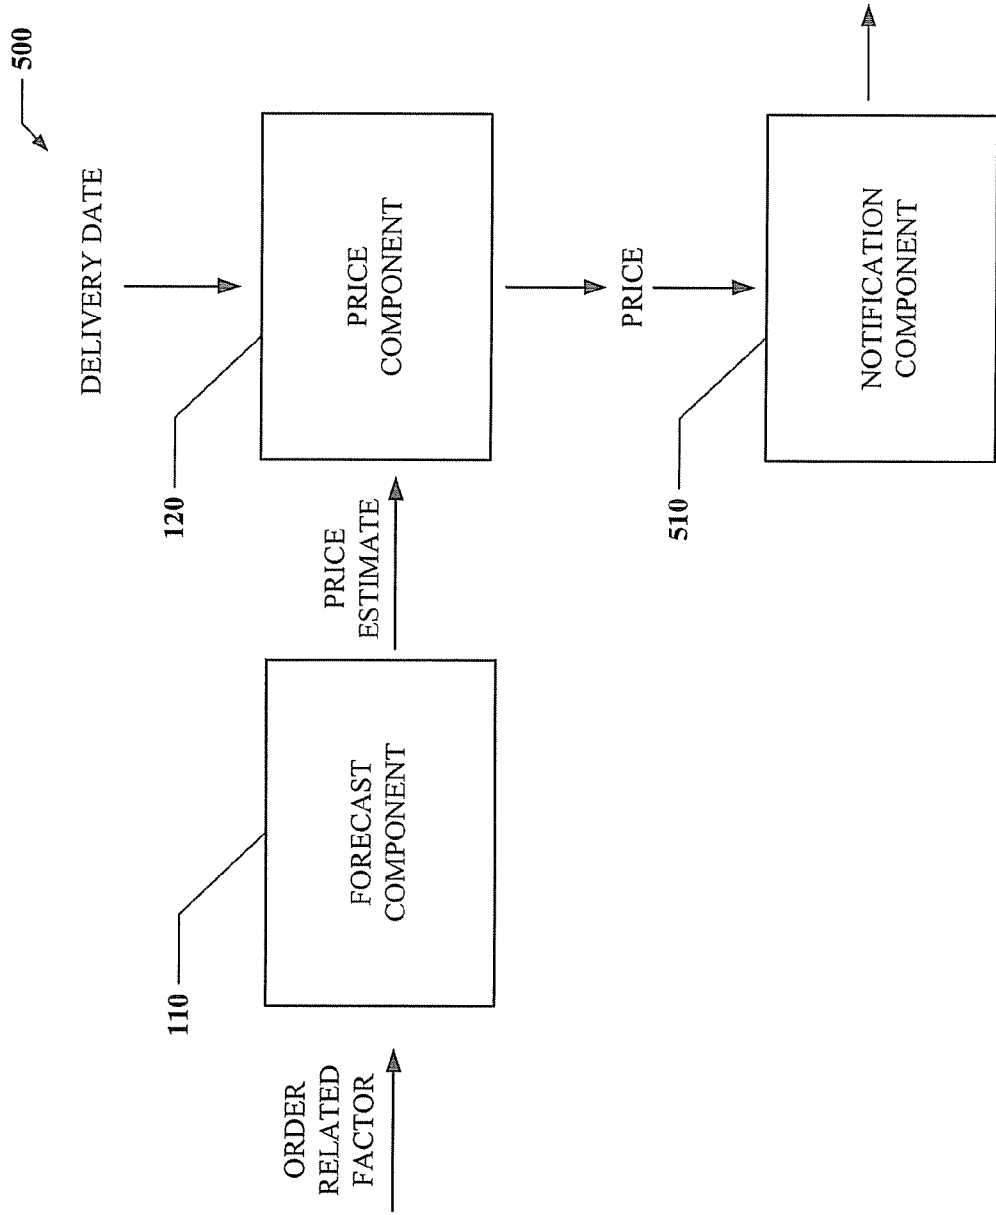 500
DELIVERY DATE
110
120
ORDER
RELATED
FACTOR
FORECAST
COMPONENT
PRICE
ESTIMATE
PRICE
COMPONENT
PRICE
510
NOTIFICATION
COMPONENT